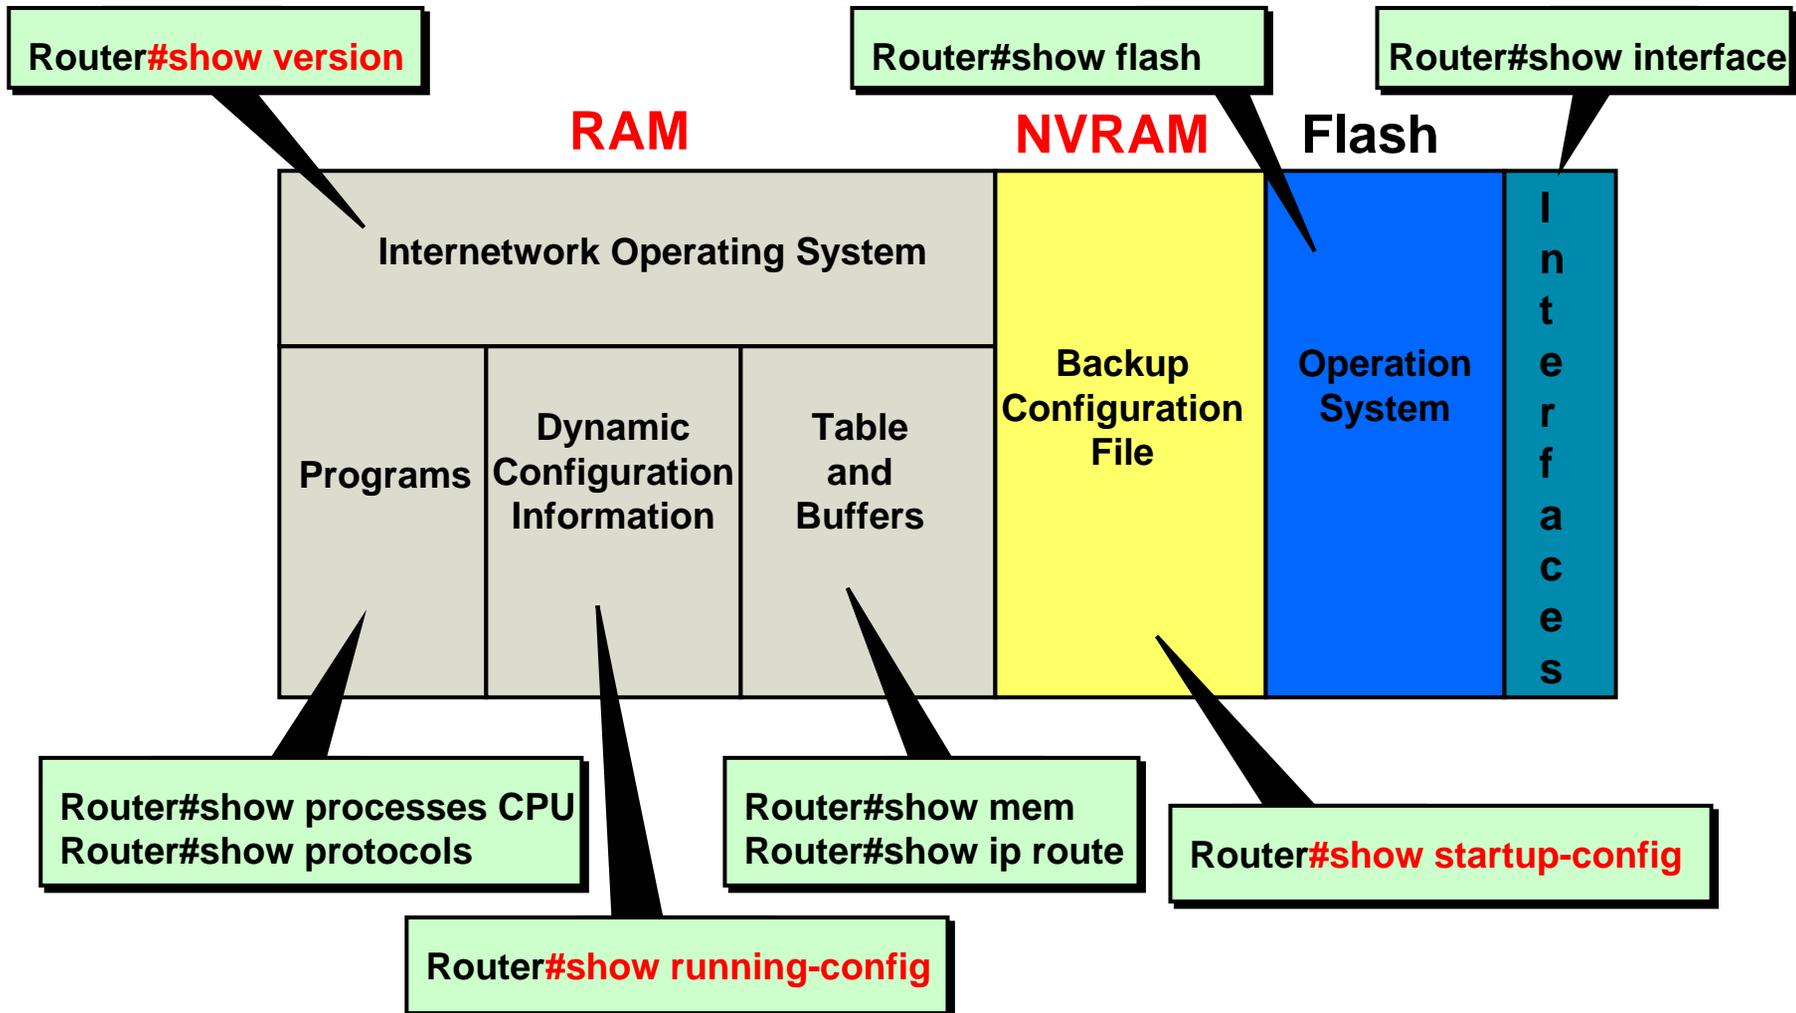 Router#show version
Router#show flash
Router#show interface
RAM
NVRAM
Flash
Internetwork Operating System
Programs
Dynamic
Configuration
Information
Table
and
Buffers
Backup
Configuration
File
Operation
System
Interfaces
Router#show processes CPU
Router#show protocols
Router#show mem
Router#show ip route
Router#show startup-config
Router#show running-config